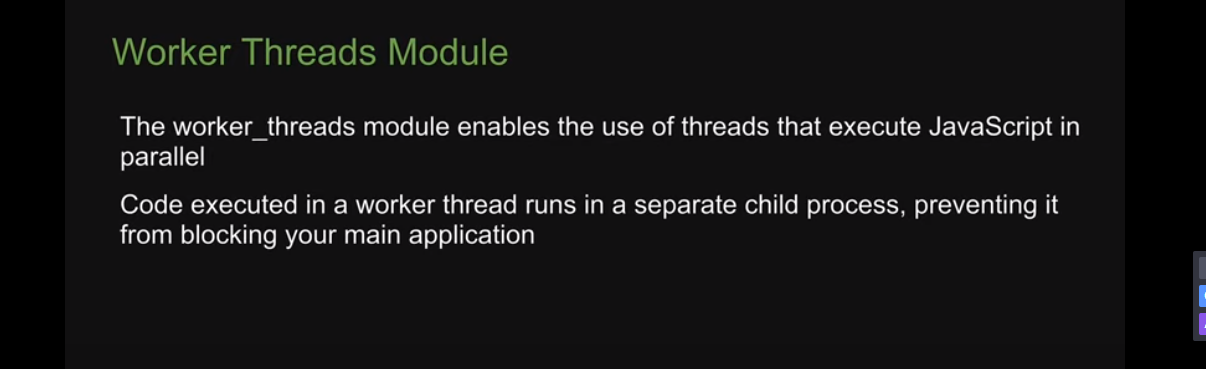 Worker Threads Module
The worker_threads module enables the use of threads that execute JavaScript in
parallel
Code executed in a worker thread runs in a separate child process, preventing it
from blocking your main application